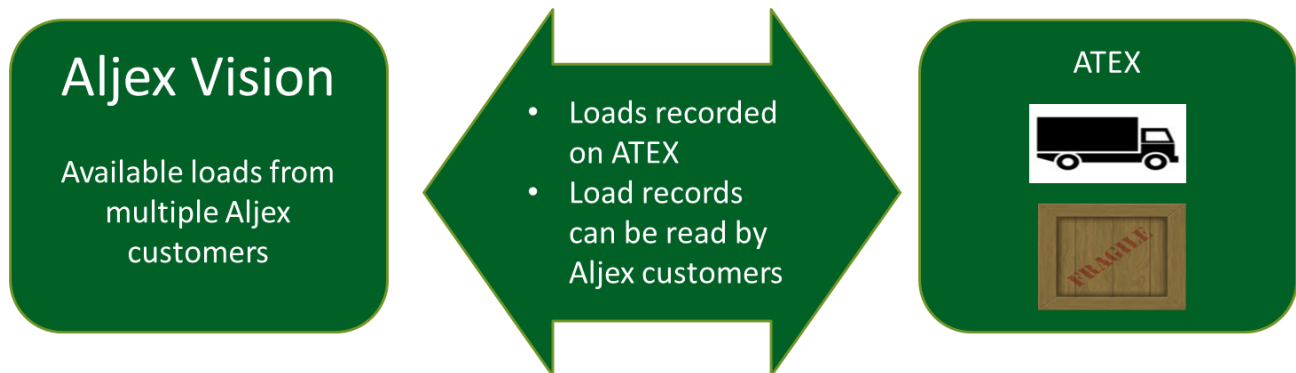 Aljex Vision
Available loads from
multiple Aljex
customers
• Loads recorded
on ATEX
• Load records
can be read by
Aljex customers
ATEX
FRAGILE